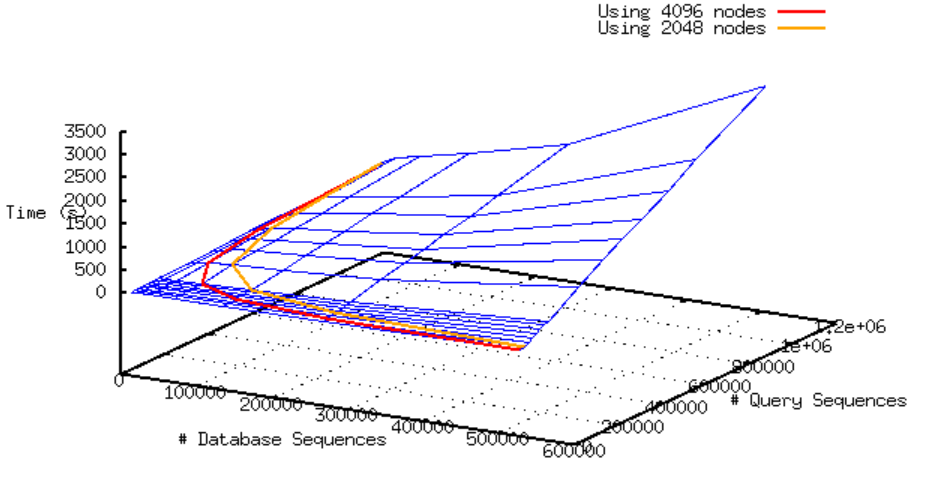 Using 4096 nodes
Using 2048 nodes
3500
3000
2500
2000
Time (s)
1500
1000
500
0
0
100000
200000
300000
400000
500000
600000
# Database Sequences
200000
400000
600000
800000
1e+06
1.2e+06
# Query Sequences